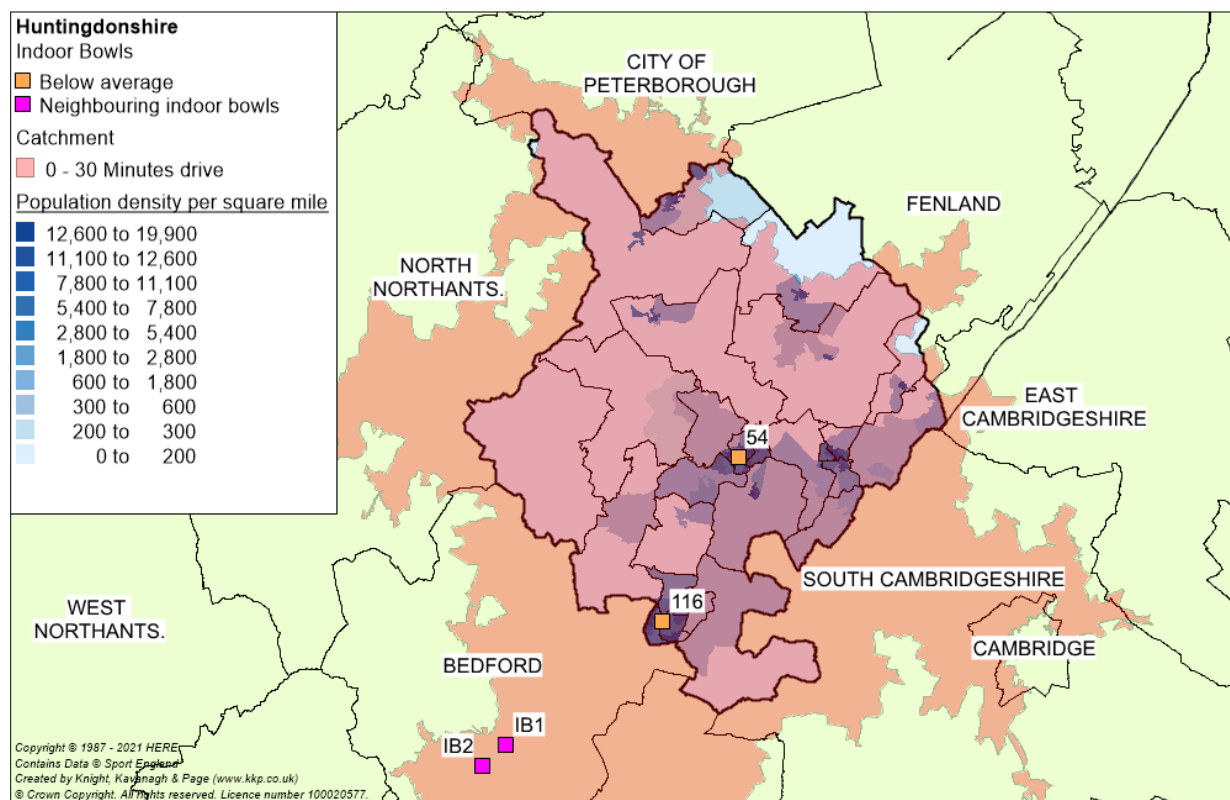 Huntingdonshire
Indoor Bowls
Below average
Neighbouring indoor bowls
Catchment
0 - 30 Minutes drive
Population density per square mile
12,600 to 19,900
11,100 to 12,600
7,800 to 11,100
5,400 to 7,800
2,800 to 5,400
1,800 to 2,800
600 to 1,800
300 to 600
200 to 300
0 to 200
CITY OF
PETERBOROUGH
FENLAND
NORTH
NORTHANTS.
EAST
CAMBRIDGESHIRE
54
SOUTH CAMBRIDGESHIRE
116
WEST
NORTHANTS.
CAMBRIDGE
BEDFORD
IB1
IB2
Copyright © 1987 - 2021 HERE
Contains Data © Sport England
Created by Knight, Kavanagh & Page (www.kkp.co.uk)
© Crown Copyright. All rights reserved. Licence number 100020577.